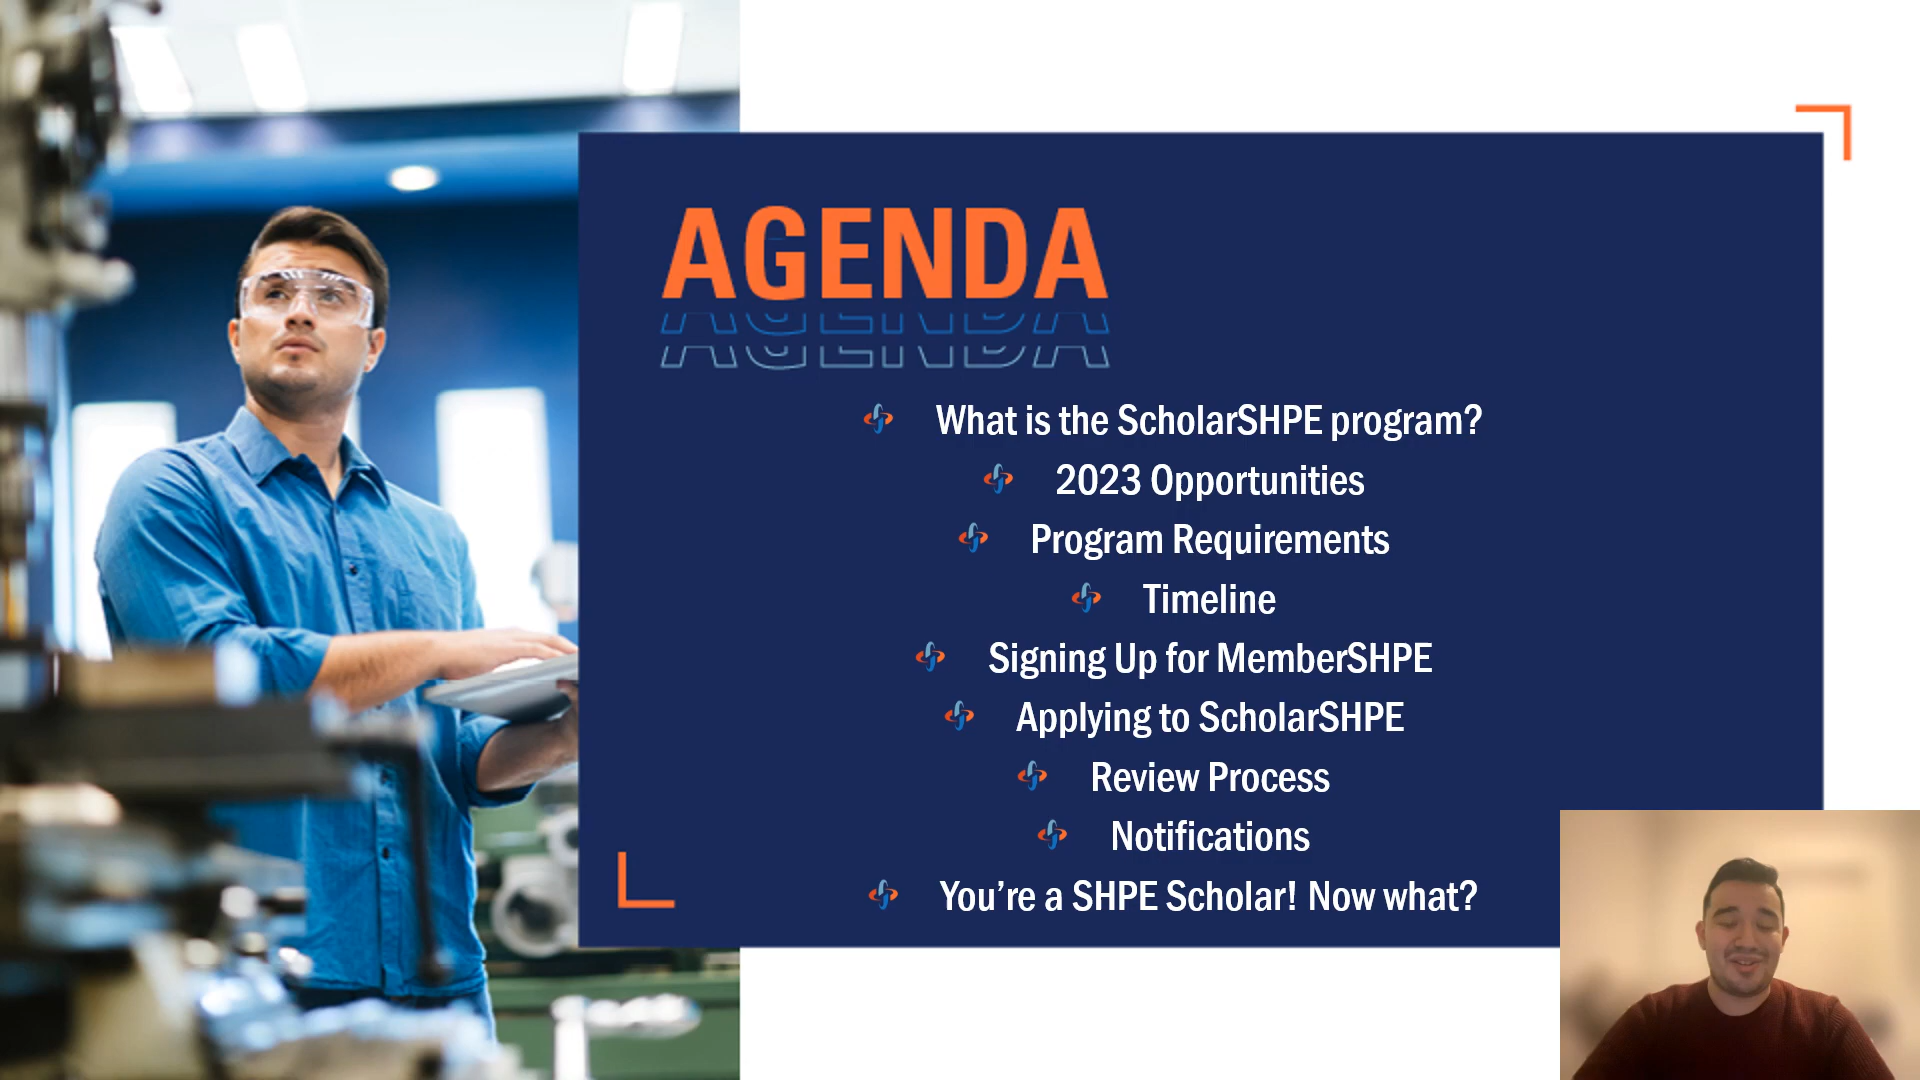 AGENDA
What is the ScholarSHPE program?
2023 Opportunities
Program Requirements
Timeline
Signing Up for MemberSHPE
Applying to ScholarSHPE
Review Process
Notifications
You’re a SHPE Scholar! Now what?